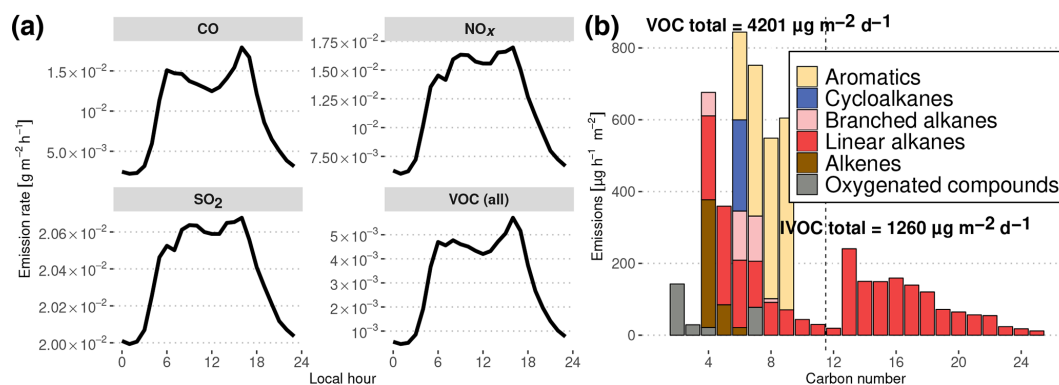 (a)
CO
NOx
1.5×10⁻²
10⁻²
5.0×10⁻³
1.75×10⁻²
1.50×10⁻²
1.25×10⁻²
10⁻²
7.50×10⁻³
Emission rate [g m⁻² h⁻¹]
SO₂
VOC (all)
2.06×10⁻²
2.04×10⁻²
2.02×10⁻²
2.00×10⁻²
5×10⁻³
4×10⁻³
3×10⁻³
2×10⁻³
10⁻³
0 6 12 18 24 0 6 12 18 24
Local hour
(b)
VOC total = 4201 µg m⁻² d⁻¹
Aromatics
Cycloalkanes
Branched alkanes
Linear alkanes
Alkenes
Oxygenated compounds
IVOC total = 1260 µg m⁻² d⁻¹
Emissions [µg h⁻¹ m⁻²]
800
600
400
200
0
4 8 12 16 20 24
Carbon number